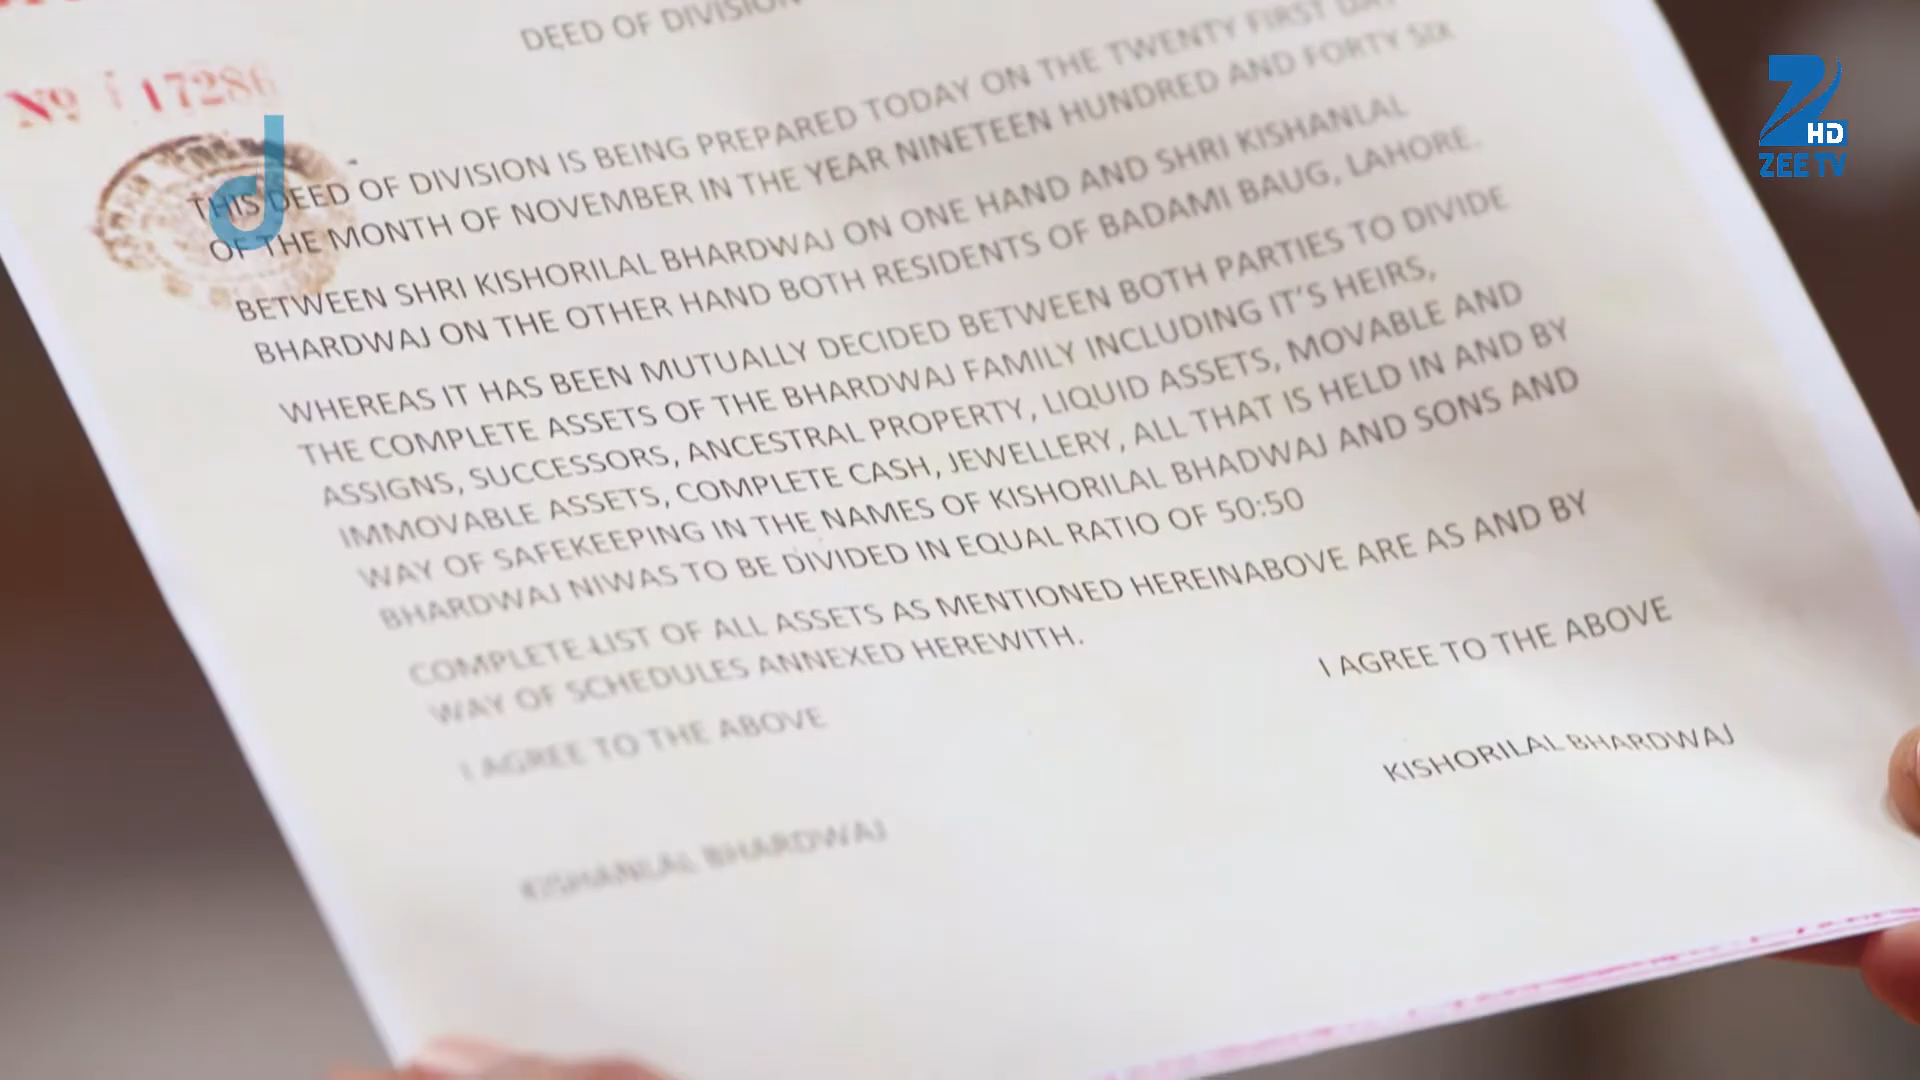 DEED OF DIVISION
Nº 17286
THIS DEED OF DIVISION IS BEING PREPARED TODAY ON THE TWENTY FIRST DAY
OF THE MONTH OF NOVEMBER IN THE YEAR NINETEEN HUNDRED AND FORTY SIX
BETWEEN SHRI KISHORILAL BHARDWAJ ON ONE HAND AND SHRI KISHANLAL
BHARDWAJ ON THE OTHER HAND BOTH RESIDENTS OF BADAMI BAUG, LAHORE.
WHEREAS IT HAS BEEN MUTUALLY DECIDED BETWEEN BOTH PARTIES TO DIVIDE
THE COMPLETE ASSETS OF THE BHARDWAJ FAMILY INCLUDING IT'S HEIRS,
ASSIGNS, SUCCESSORS, ANCESTRAL PROPERTY, LIQUID ASSETS, MOVABLE AND
IMMOVABLE ASSETS, COMPLETE CASH, JEWELLERY, ALL THAT IS HELD IN AND BY
WAY OF SAFEKEEPING IN THE NAMES OF KISHORILAL BHADWAJ AND SONS AND
BHARDWAJ NIWAS TO BE DIVIDED IN EQUAL RATIO OF 50:50
COMPLETE LIST OF ALL ASSETS AS MENTIONED HEREINABOVE ARE AS AND BY
WAY OF SCHEDULES ANNEXED HEREWITH.
I AGREE TO THE ABOVE
I AGREE TO THE ABOVE
KISHORILAL BHARDWAJ
KISHANLAL BHARDWAJ
d
Z HD
ZEE TV